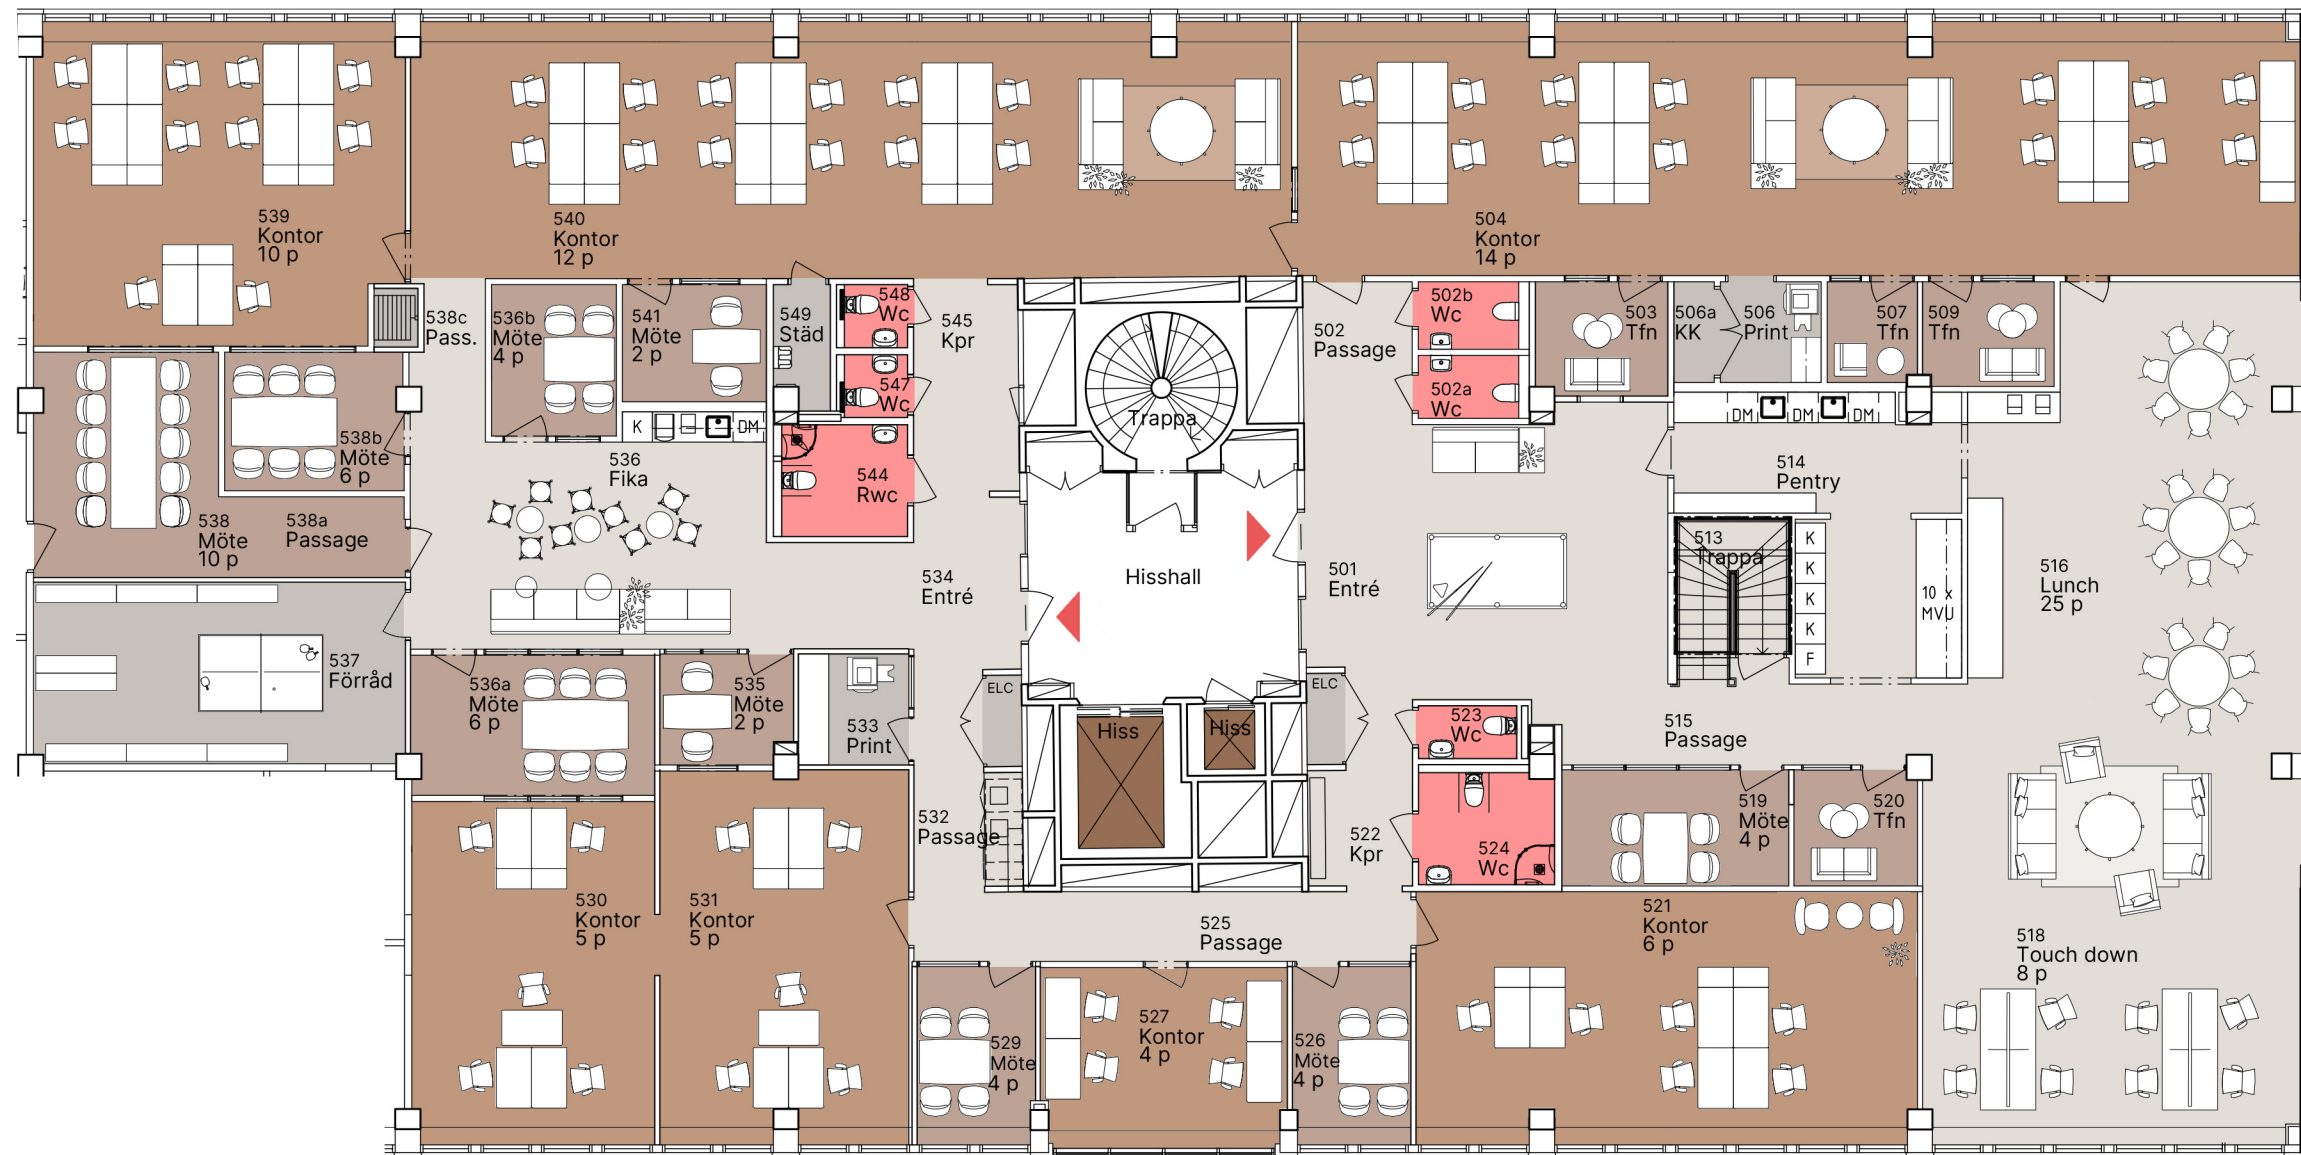 539
Kontor
10 p
540
Kontor
12 p
504
Kontor
14 p
538c
Pass.
536b
Möte
4 p
541
Möte
2 p
549
Städ
548
Wc
547
Wc
545
Kpr
502
Passage
502b
Wc
502a
Wc
503
Tfn
506a
KK
506
Print
507
Tfn
509
Tfn
K
DM
DM
DM
DM
Trappa
538b
Möte
6 p
538
Möte
10 p
538a
Passage
536
Fika
544
Rwc
514
Pentry
513
Trappa
K
K
K
K
F
10 x
MVU
516
Lunch
25 p
534
Entré
Hisshall
501
Entré
537
Förråd
536a
Möte
6 p
535
Möte
2 p
533
Print
ELC
ELC
Hiss
Hiss
523
Wc
515
Passage
532
Passage
522
Kpr
524
Wc
519
Möte
4 p
520
Tfn
530
Kontor
5 p
531
Kontor
5 p
525
Passage
521
Kontor
6 p
518
Touch down
8 p
529
Möte
4 p
527
Kontor
4 p
526
Möte
4 p